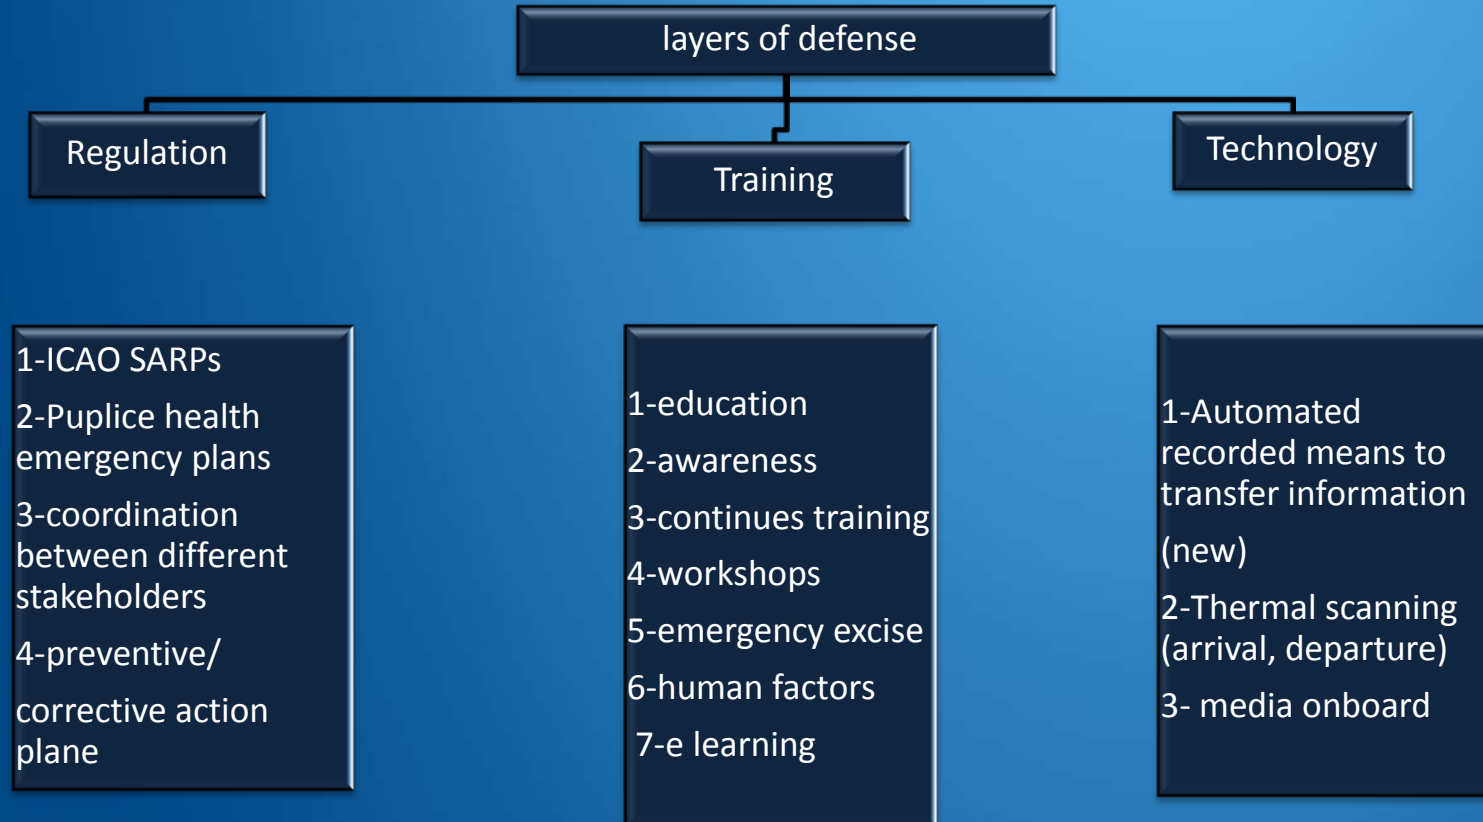 layers of defense
Regulation
Training
Technology
1-ICAO SARPs
2-Puplice health
emergency plans
3-coordination
between different
stakeholders
4-preventive/
corrective action
plane
1-education
2-awareness
3-continues training
4-workshops
5-emergency excise
6-human factors
7-e learning
1-Automated
recorded means to
transfer information
(new)
2-Thermal scanning
(arrival, departure)
3- media onboard